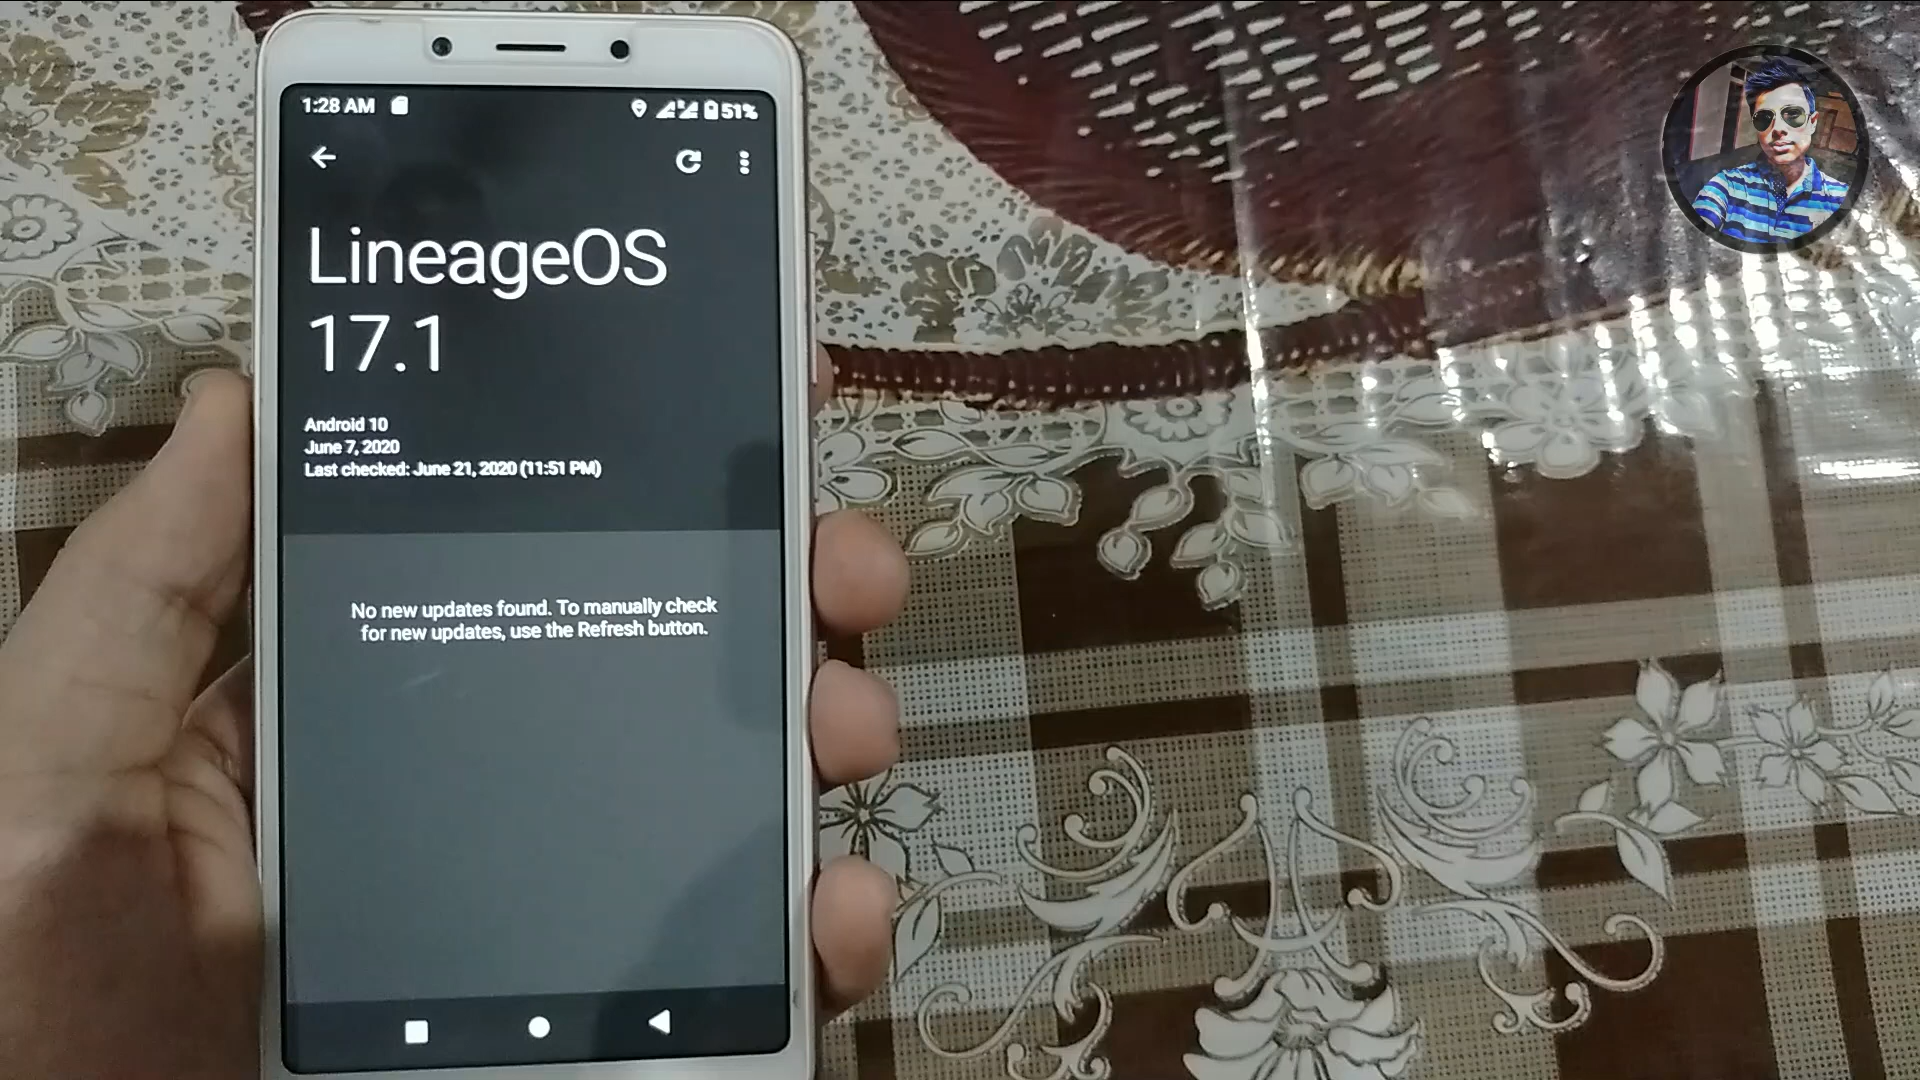 1:28 AM
51%
LineageOS
17.1
Android 10
June 7, 2020
Last checked: June 21, 2020 (11:51 PM)
No new updates found. To manually check
for new updates, use the Refresh button.